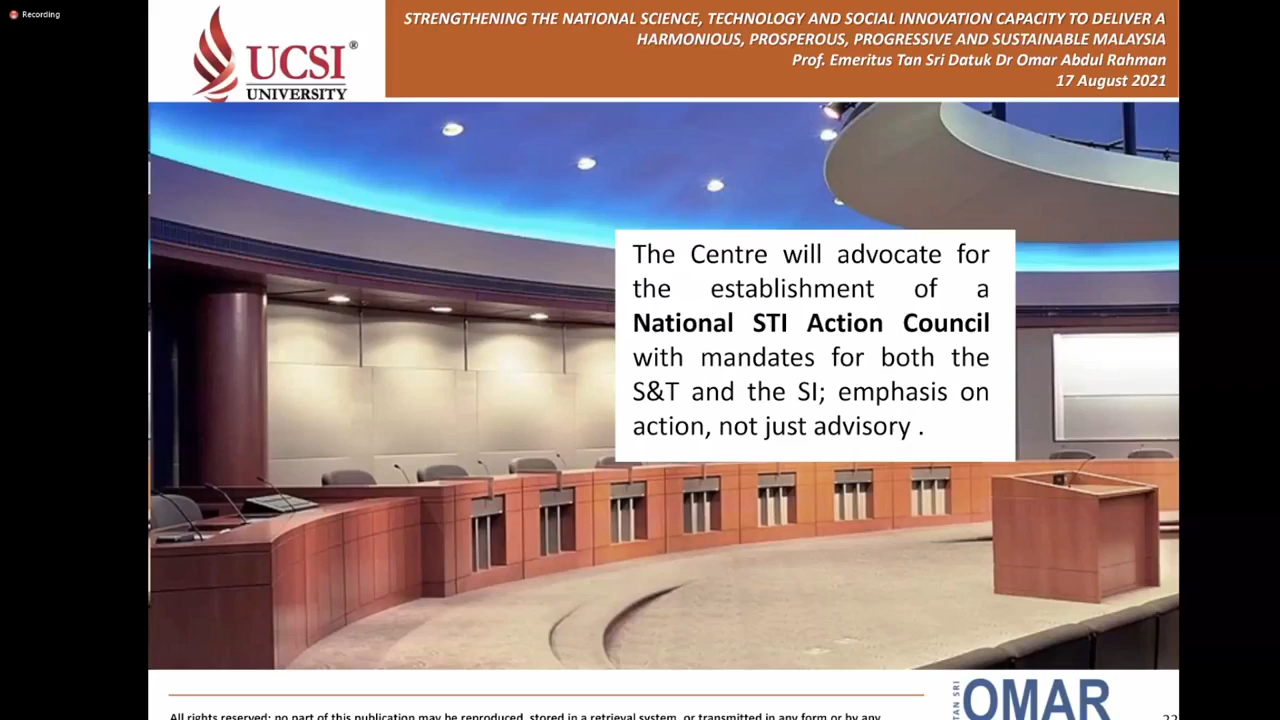 Recording
STRENGTHENING THE NATIONAL SCIENCE, TECHNOLOGY AND SOCIAL INNOVATION CAPACITY TO DELIVER A
HARMONIOUS, PROSPEROUS, PROGRESSIVE AND SUSTAINABLE MALAYSIA
Prof. Emeritus Tan Sri Datuk Dr Omar Abdul Rahman
17 August 2021
UCSI®
UNIVERSITY
The Centre will advocate for
the establishment of a
National STI Action Council
with mandates for both the
S&T and the SI; emphasis on
action, not just advisory .
All rights reserved; no part of this publication may be reproduced, stored in a retrieval system, or transmitted in any form or by any
TAN SRI
OMAR